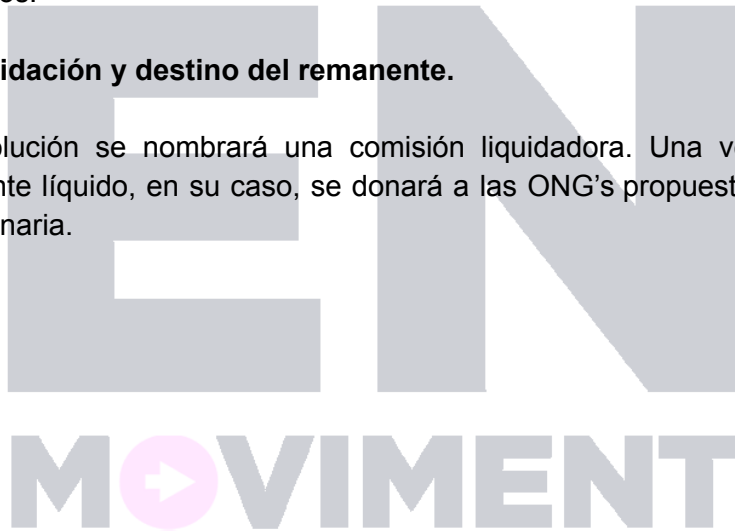 idación y destino del remanente.
olución se nombrará una comisión liquidadora. Una v
nte líquido, en su caso, se donará a las ONG's propuest
naria.
EN
MOVIMENT